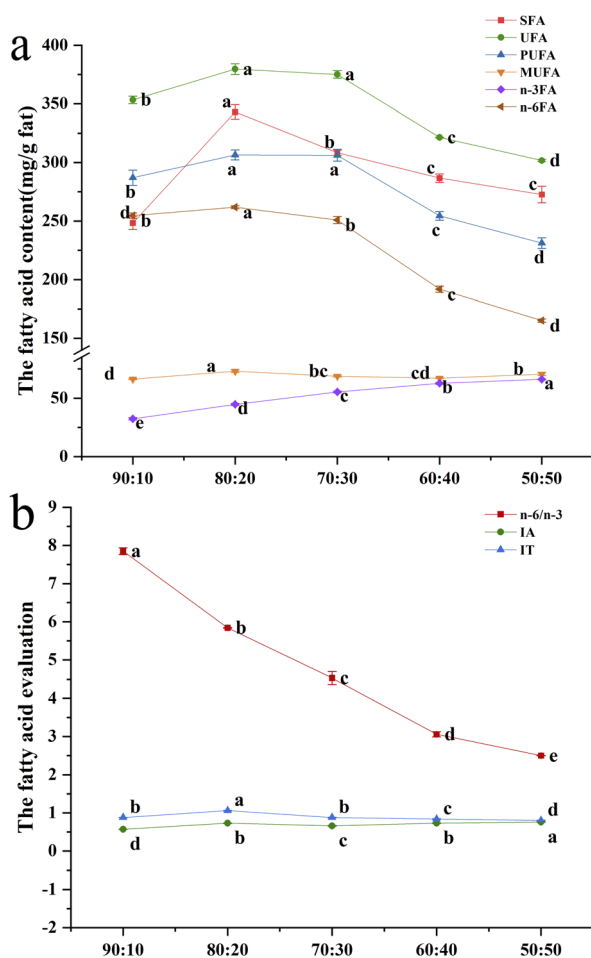 a
SFA
UFA
PUFA
MUFA
n-3FA
n-6FA
The fatty acid content(mg/g fat)
400
350
300
250
200
150
50
0
b a a c d
d a b c c
b a a c d
b a b c d
d a bc cd b
e d c b a
90:10 80:20 70:30 60:40 50:50
b
n-6/n-3
IA
IT
The fatty acid evaluation
9
8
7
6
5
4
3
2
1
0
-1
-2
a b c d e
b a b c d
d b c b a
90:10 80:20 70:30 60:40 50:50